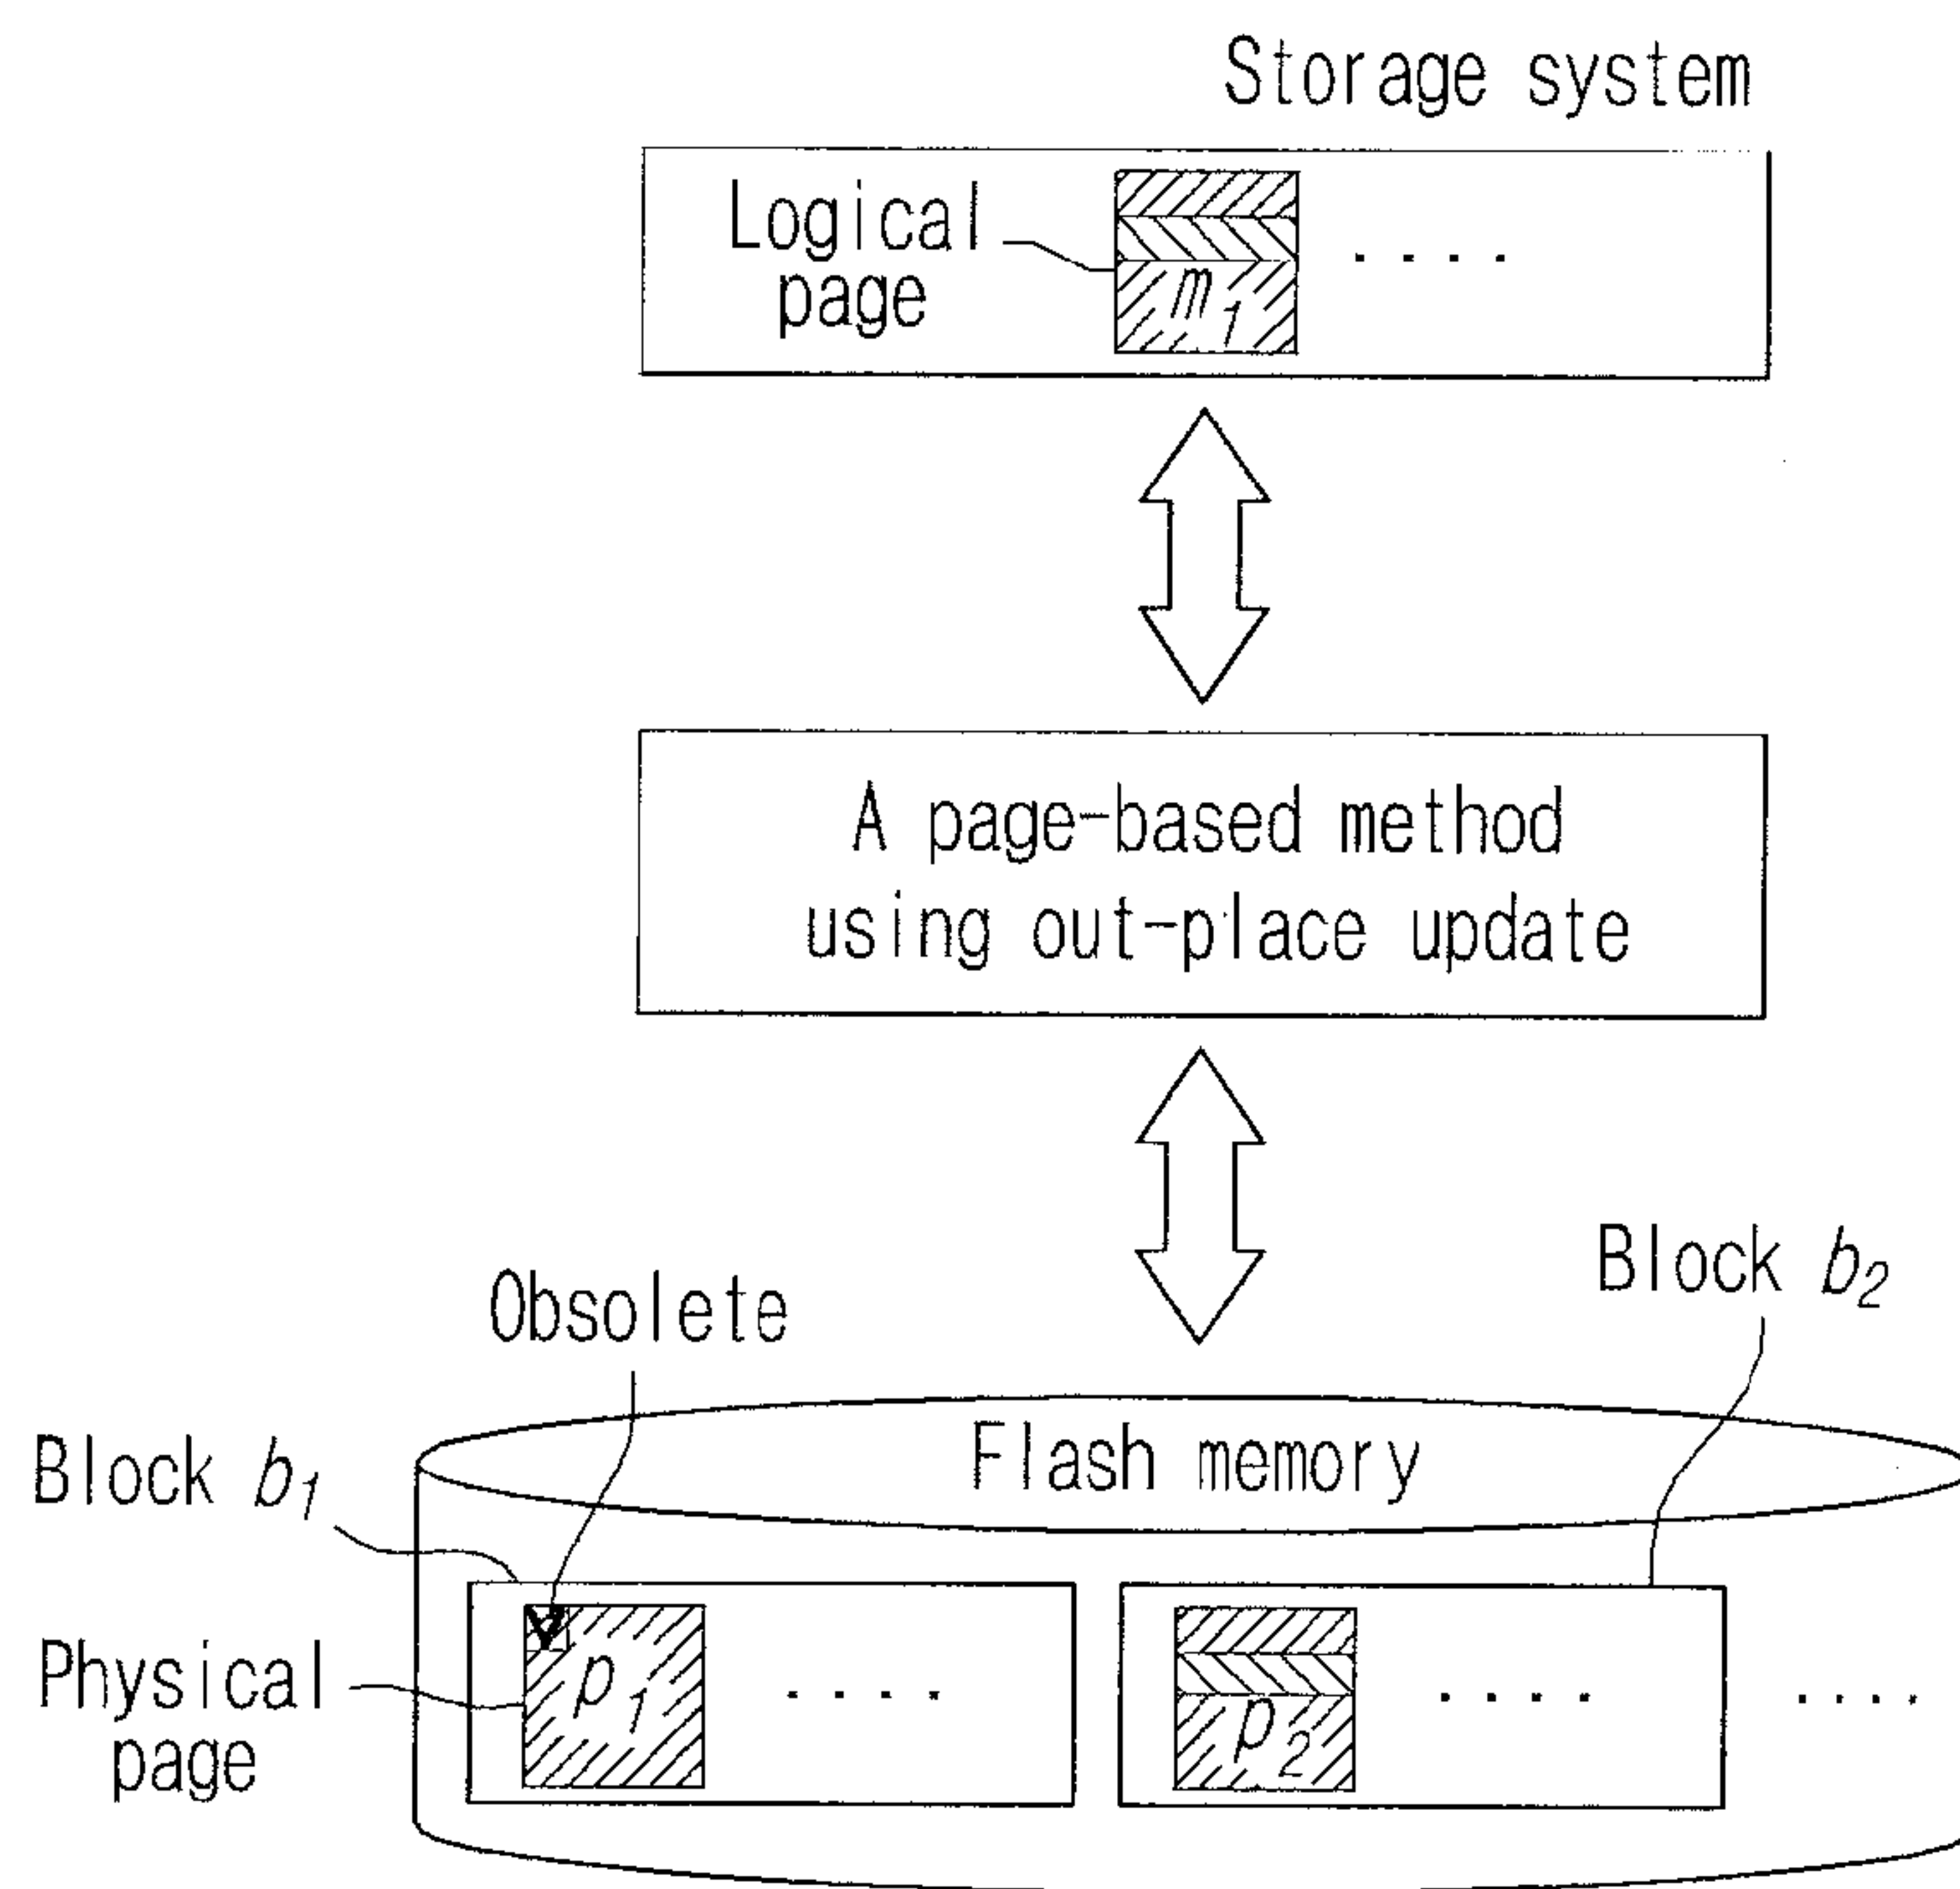 Storage system
Logical
page
m1
....
A page-based method
using out-place update
Block b2
Obsolete
Flash memory
Block b1
Physical
page
p1
....
p2
....
....